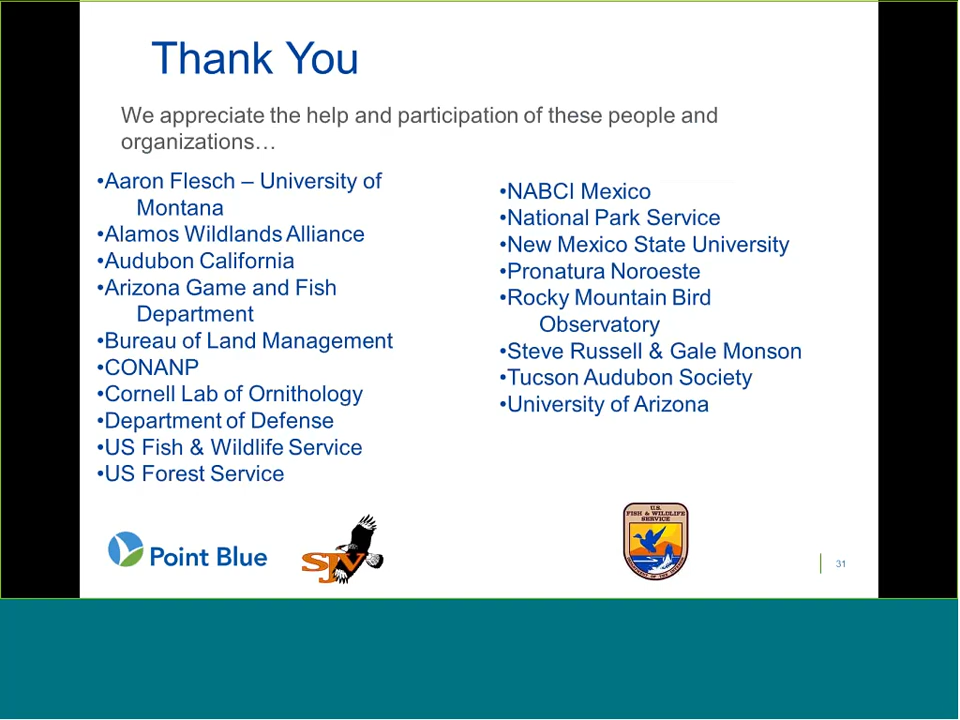 Thank You
We appreciate the help and participation of these people and
organizations…
•Aaron Flesch – University of
Montana
•Alamos Wildlands Alliance
•Audubon California
•Arizona Game and Fish
Department
•Bureau of Land Management
•CONANP
•Cornell Lab of Ornithology
•Department of Defense
•US Fish & Wildlife Service
•US Forest Service
•NABCI Mexico
•National Park Service
•New Mexico State University
•Pronatura Noroeste
•Rocky Mountain Bird
Observatory
•Steve Russell & Gale Monson
•Tucson Audubon Society
•University of Arizona
Point Blue
SJV
U.S.
FISH & WILDLIFE
SERVICE
DEPARTMENT OF THE INTERIOR
31